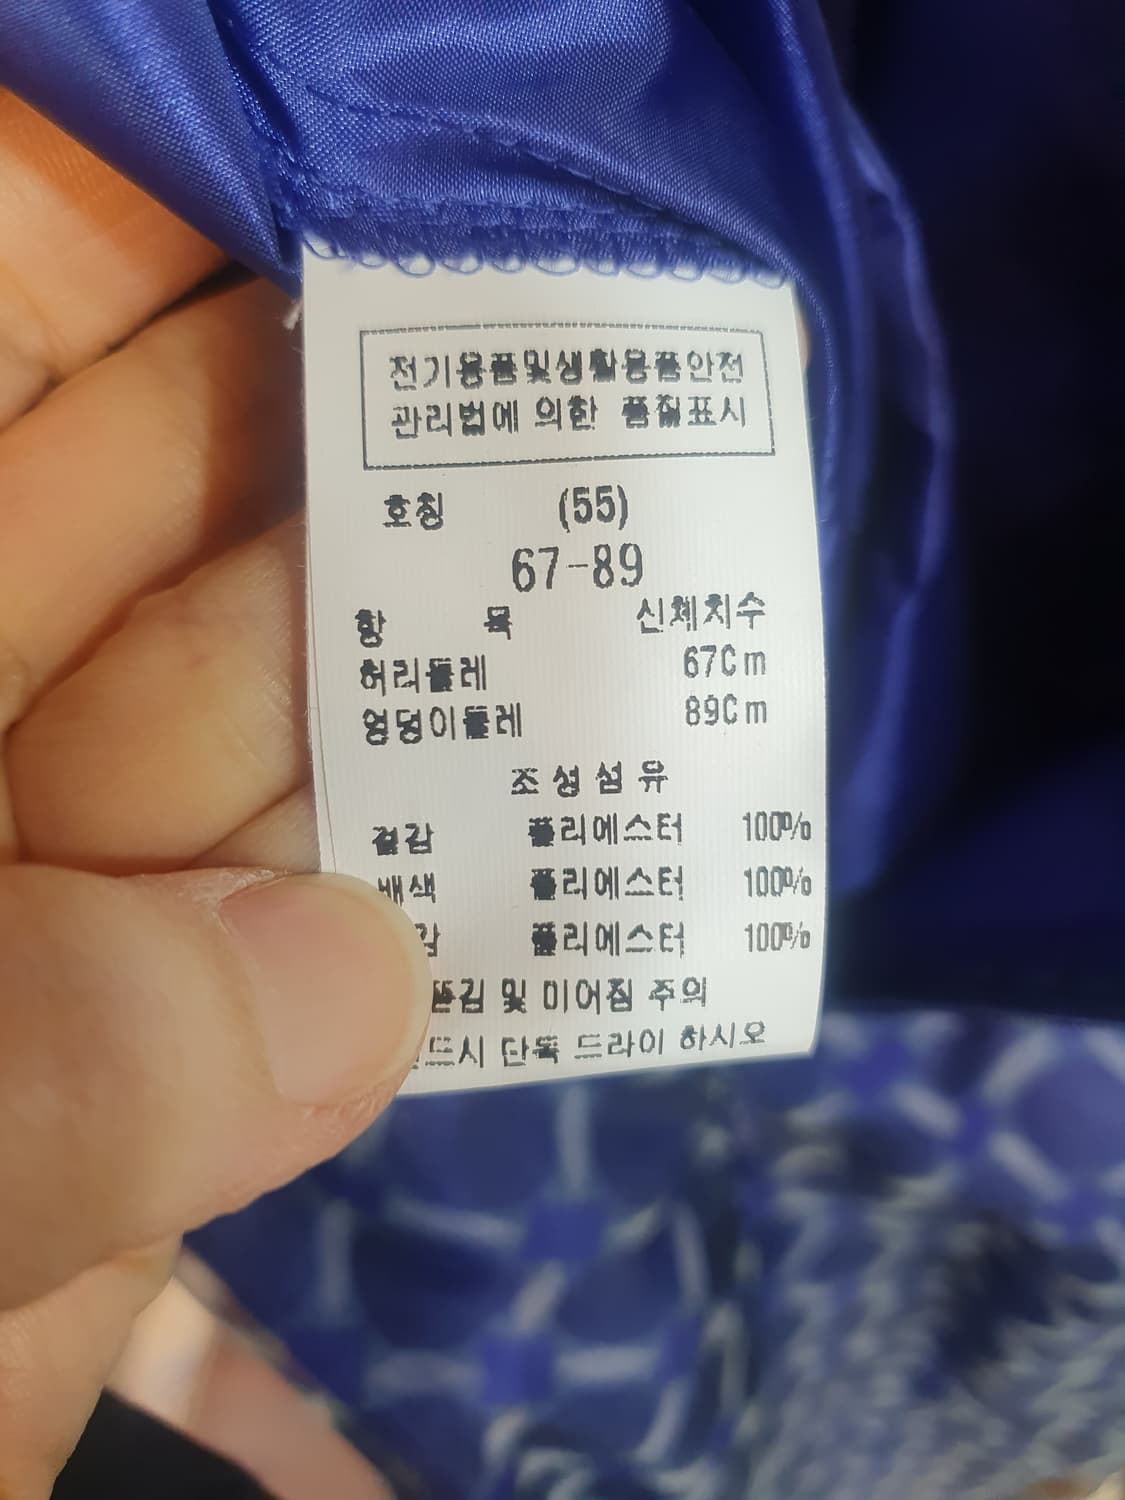 전기용품및생활용품안전
관리법에 의한 품질표시
호칭 (55)
67-89
항 목 신체치수
허리둘레 67Cm
엉덩이둘레 89Cm
조성섬유
겉감 폴리에스터 100%
배색 폴리에스터 100%
폴리에스터 100%
뜯김 및 미어짐 주의
단독 드라이 하시오